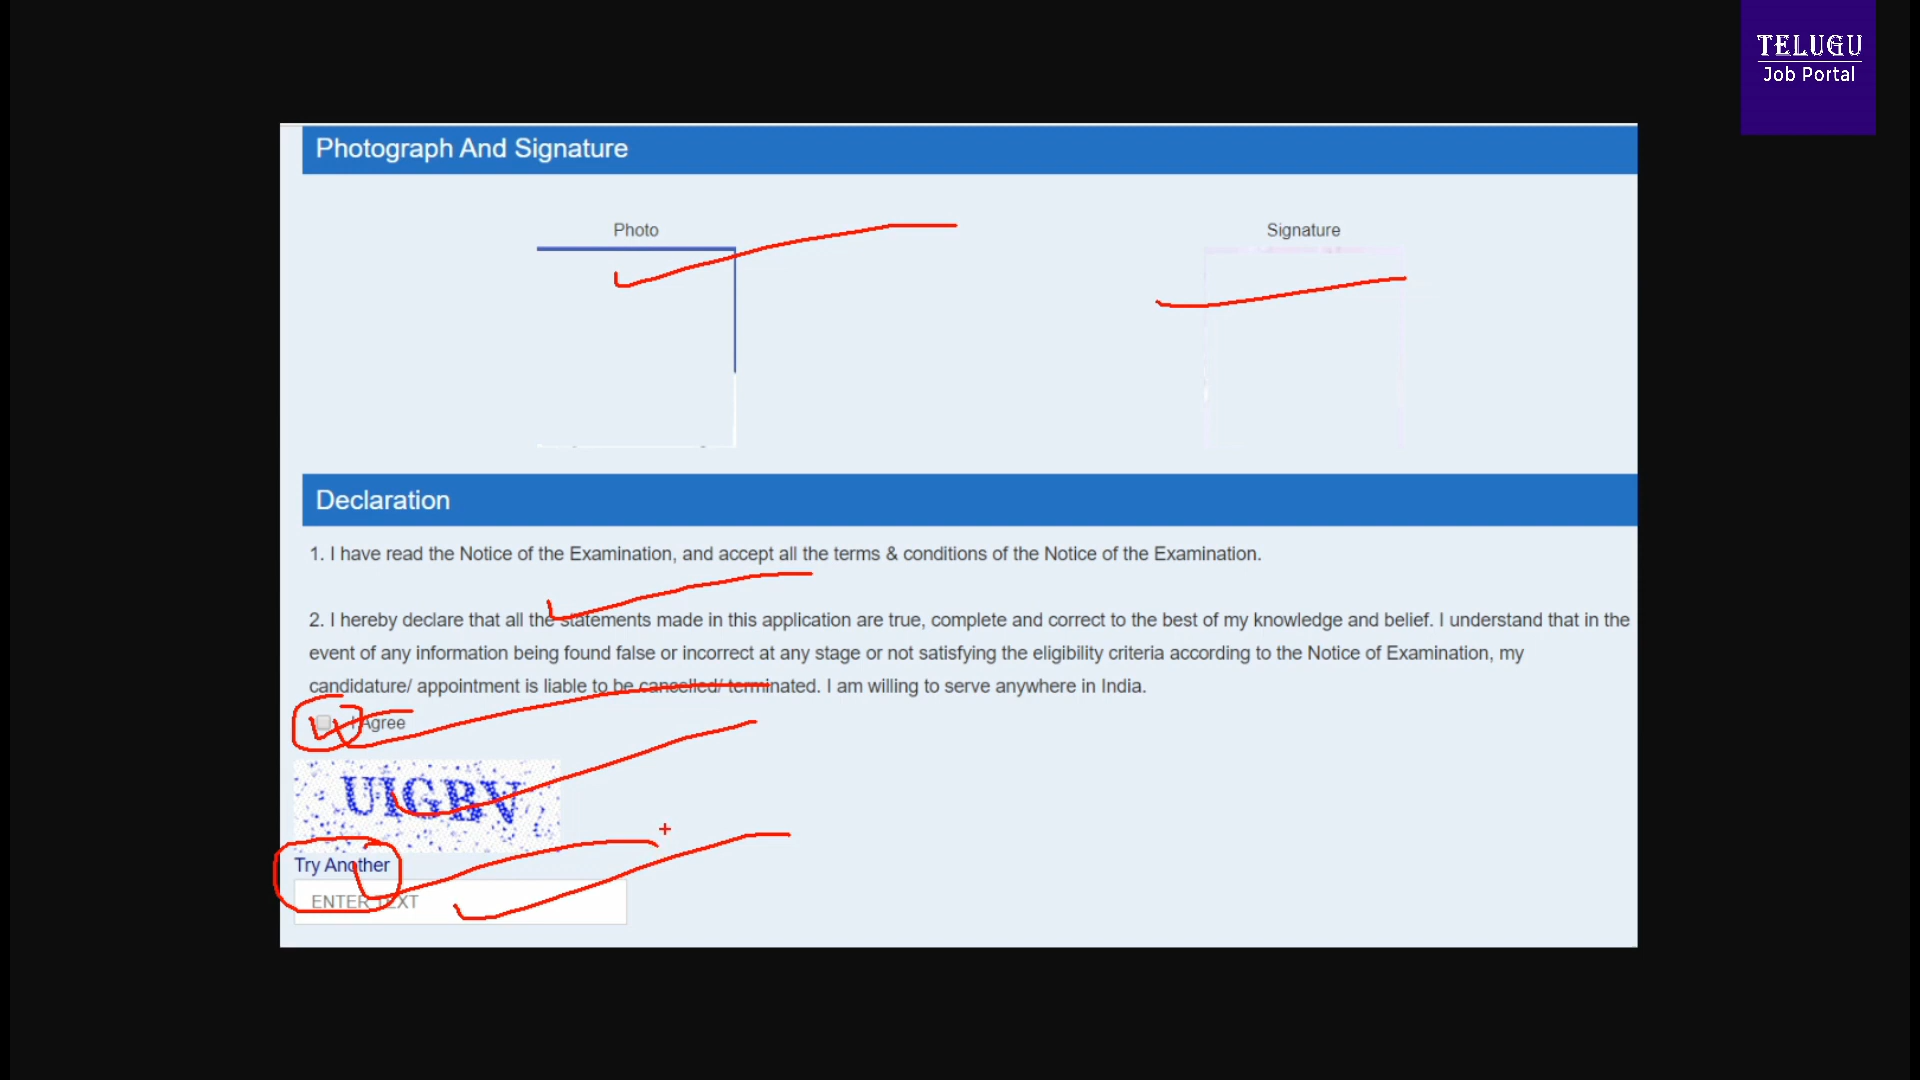 TELUGU
Job Portal
Photograph And Signature
Photo
Signature
Declaration
1. I have read the Notice of the Examination, and accept all the terms & conditions of the Notice of the Examination.
2. I hereby declare that all the statements made in this application are true, complete and correct to the best of my knowledge and belief. I understand that in the
event of any information being found false or incorrect at any stage or not satisfying the eligibility criteria according to the Notice of Examination, my
candidature/ appointment is liable to be cancelled/ terminated. I am willing to serve anywhere in India.
I Agree
UIGBV
Try Another
ENTER TEXT